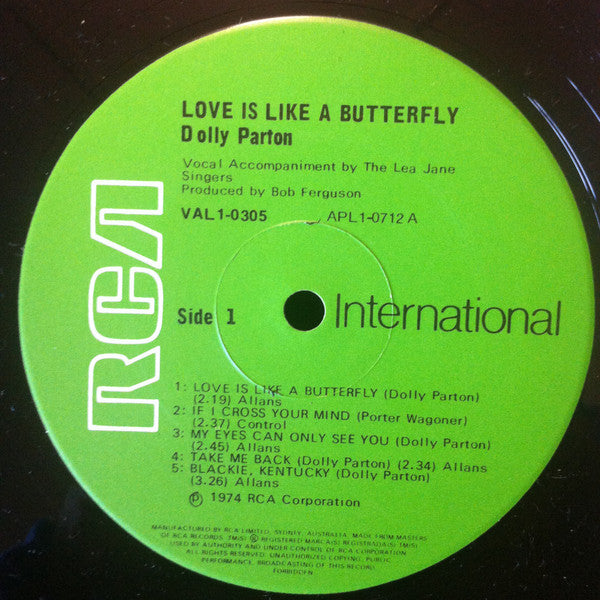 LOVE IS LIKE A BUTTERFLY
Dolly Parton
Vocal Accompaniment by The Lea Jane
Singers
Produced by Bob Ferguson
VAL1-0305 APL1-0712 A
RCA
Side 1
International
1: LOVE IS LIKE A BUTTERFLY (Dolly Parton)
(2.19) Allans
2: IF I CROSS YOUR MIND (Porter Wagoner)
(2.37) Control
3: MY EYES CAN ONLY SEE YOU (Dolly Parton)
(2.45) Allans
4: TAKE ME BACK (Dolly Parton) (2.34) Allans
5: BLACKIE, KENTUCKY (Dolly Parton)
(3.26) Allans
℗ 1974 RCA Corporation
MANUFACTURED BY RCA LIMITED, SYDNEY, AUSTRALIA. MADE FROM MASTERS
OF RCA RECORDS. TM(S) ® REGISTERED MARCA(S) REGISTRADA(S) TM(S)
USED BY AUTHORITY AND UNDER CONTROL OF RCA CORPORATION
ALL RIGHTS RESERVED. UNAUTHORIZED COPYING, PUBLIC
PERFORMANCE, BROADCASTING OF THIS RECORD
FORBIDDEN